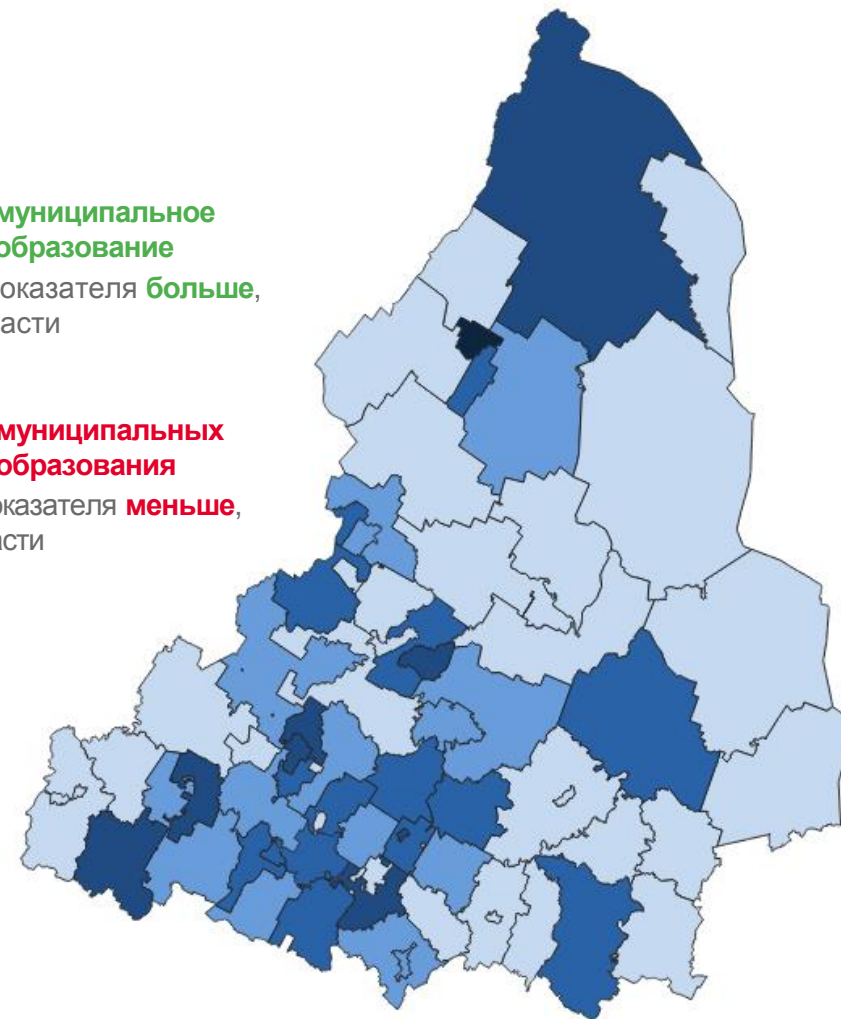 муниципальное
образование
оказателя больше,
асти
муниципальных
образования
оказателя меньше,
асти